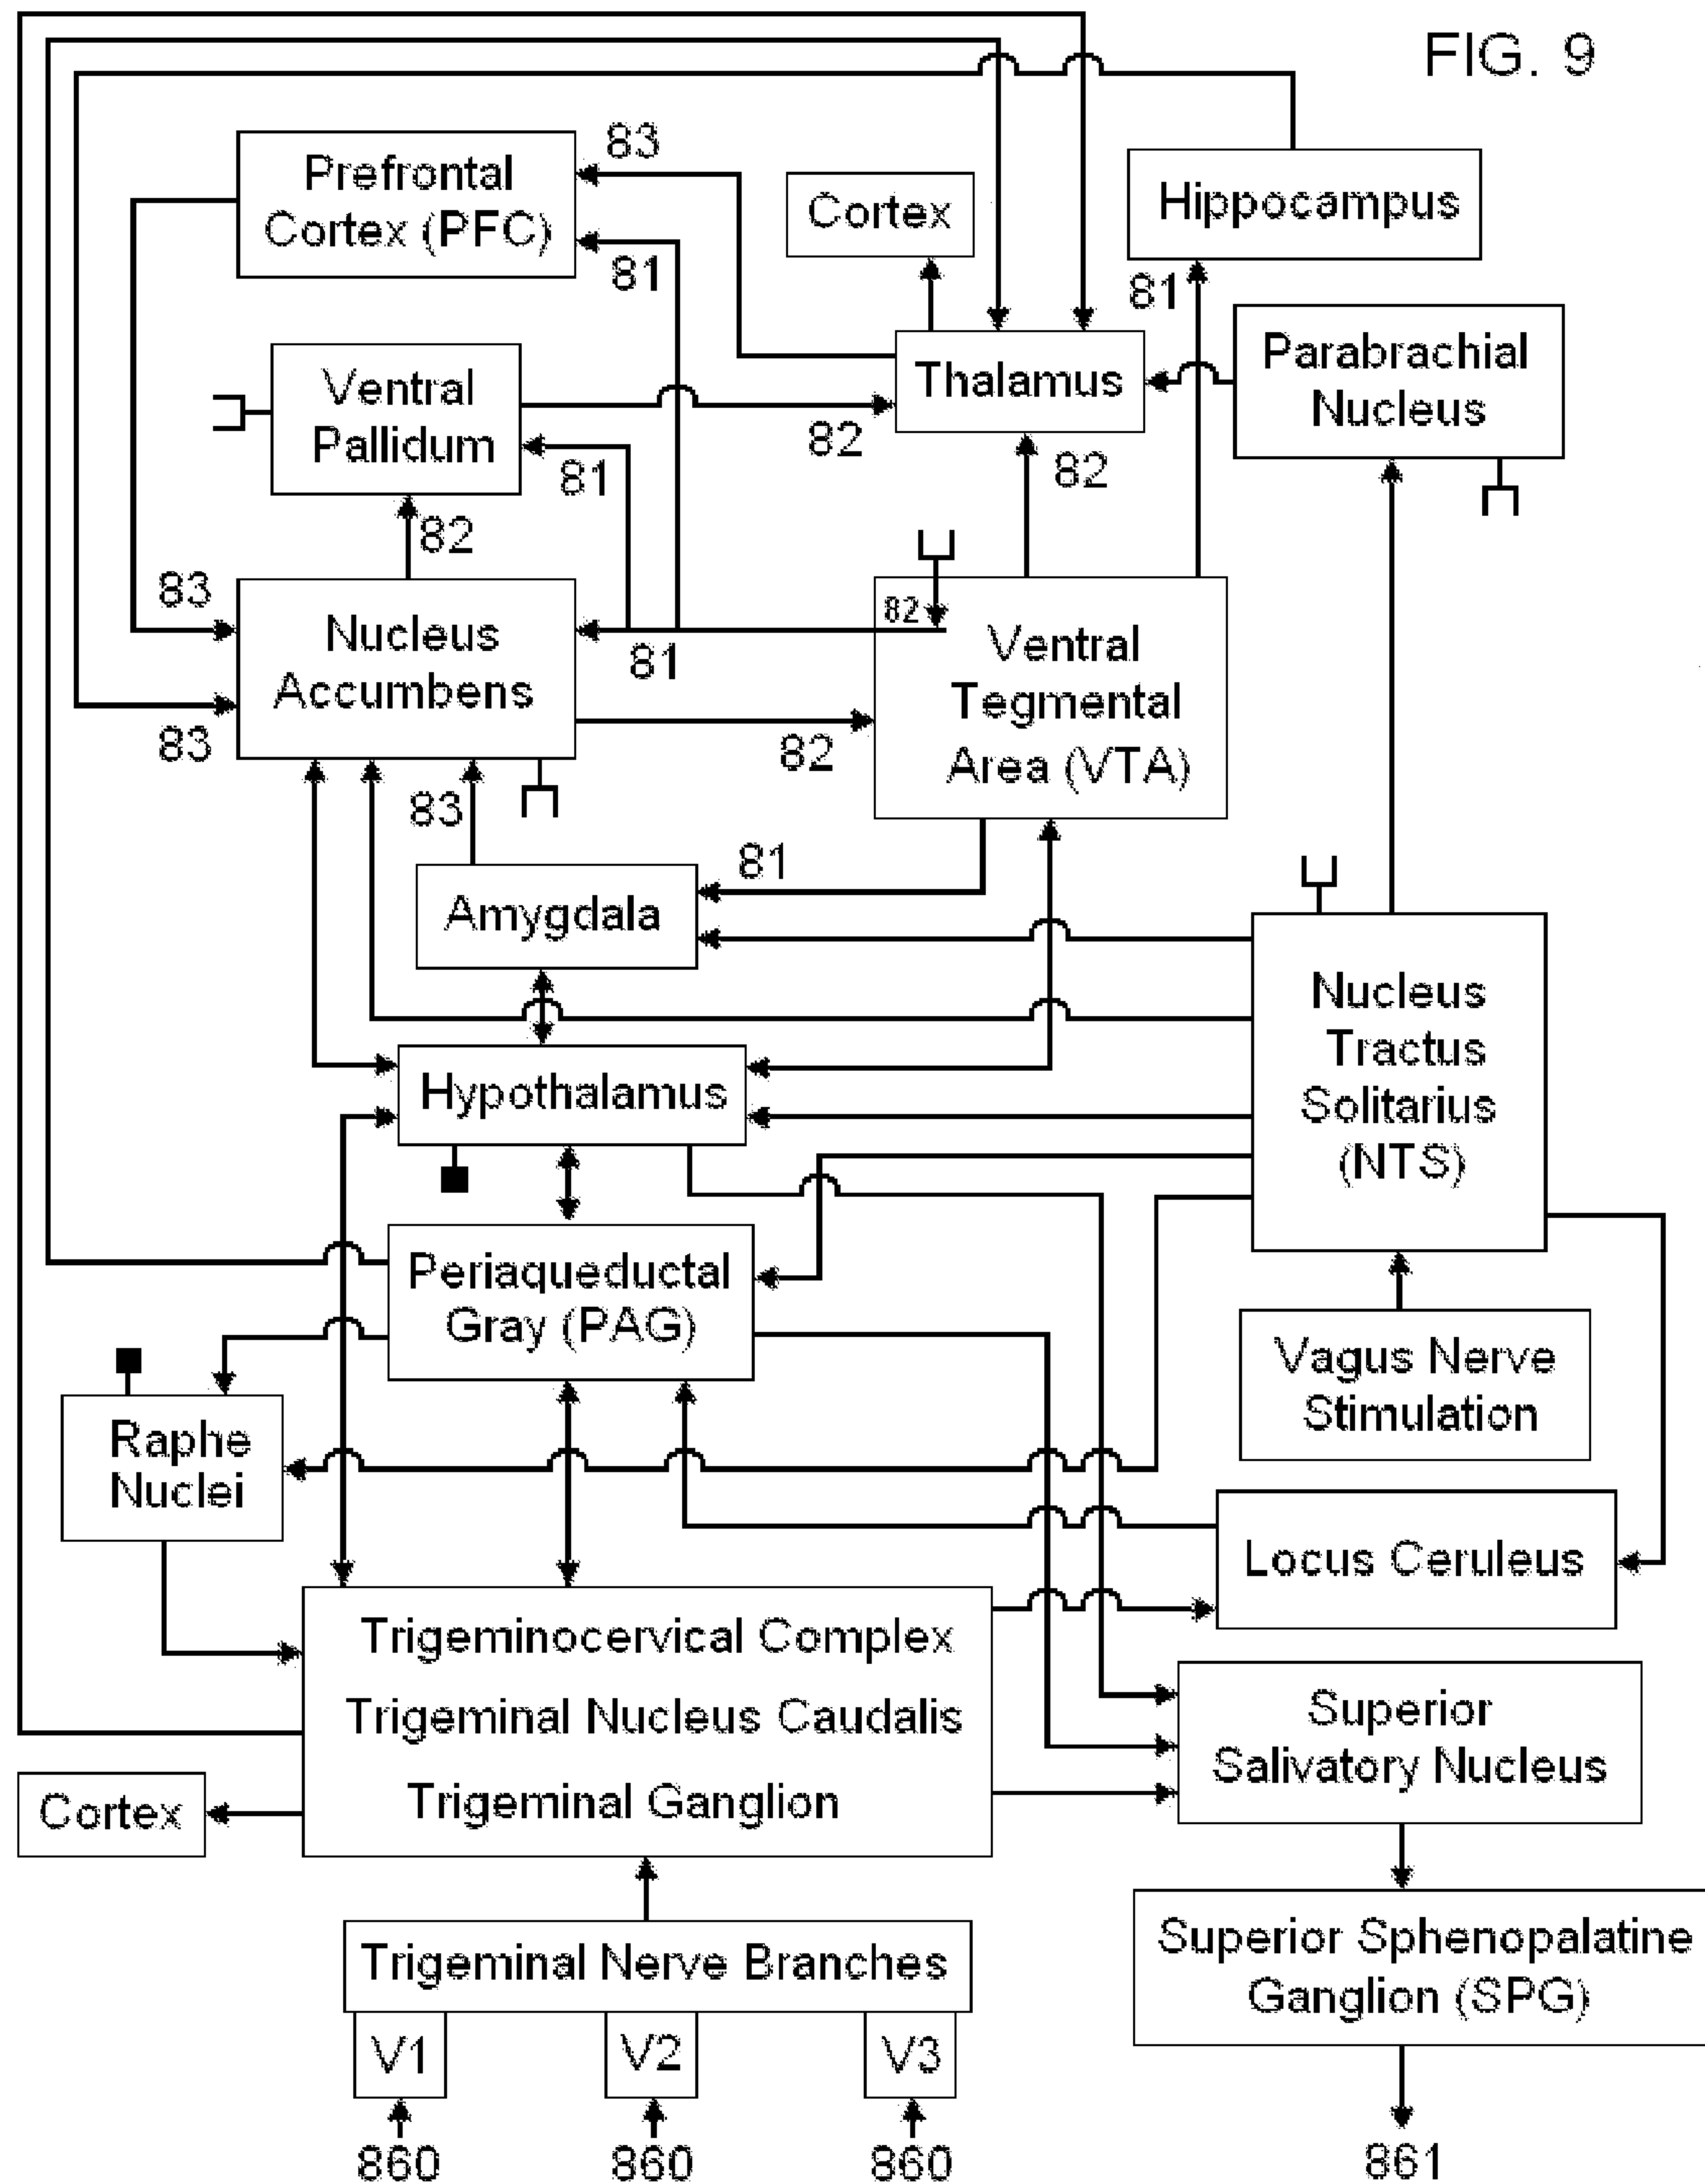 FIG. 9
Prefrontal
Cortex (PFC)
83
81
Cortex
Hippocampus
81
Parabrachial
Nucleus
Thalamus
82
82
Ventral
Pallidum
81
82
83
Nucleus
Accumbens
83
81
82
82
Ventral
Tegmental
Area (VTA)
83
81
Amygdala
Nucleus
Tractus
Solitarius
(NTS)
Hypothalamus
Periaqueductal
Gray (PAG)
Vagus Nerve
Stimulation
Raphe
Nuclei
Locus Ceruleus
Trigeminocervical Complex
Trigeminal Nucleus Caudalis
Trigeminal Ganglion
Superior
Salivatory Nucleus
Cortex
Trigeminal Nerve Branches
V1
V2
V3
Superior Sphenopalatine
Ganglion (SPG)
860
860
860
861